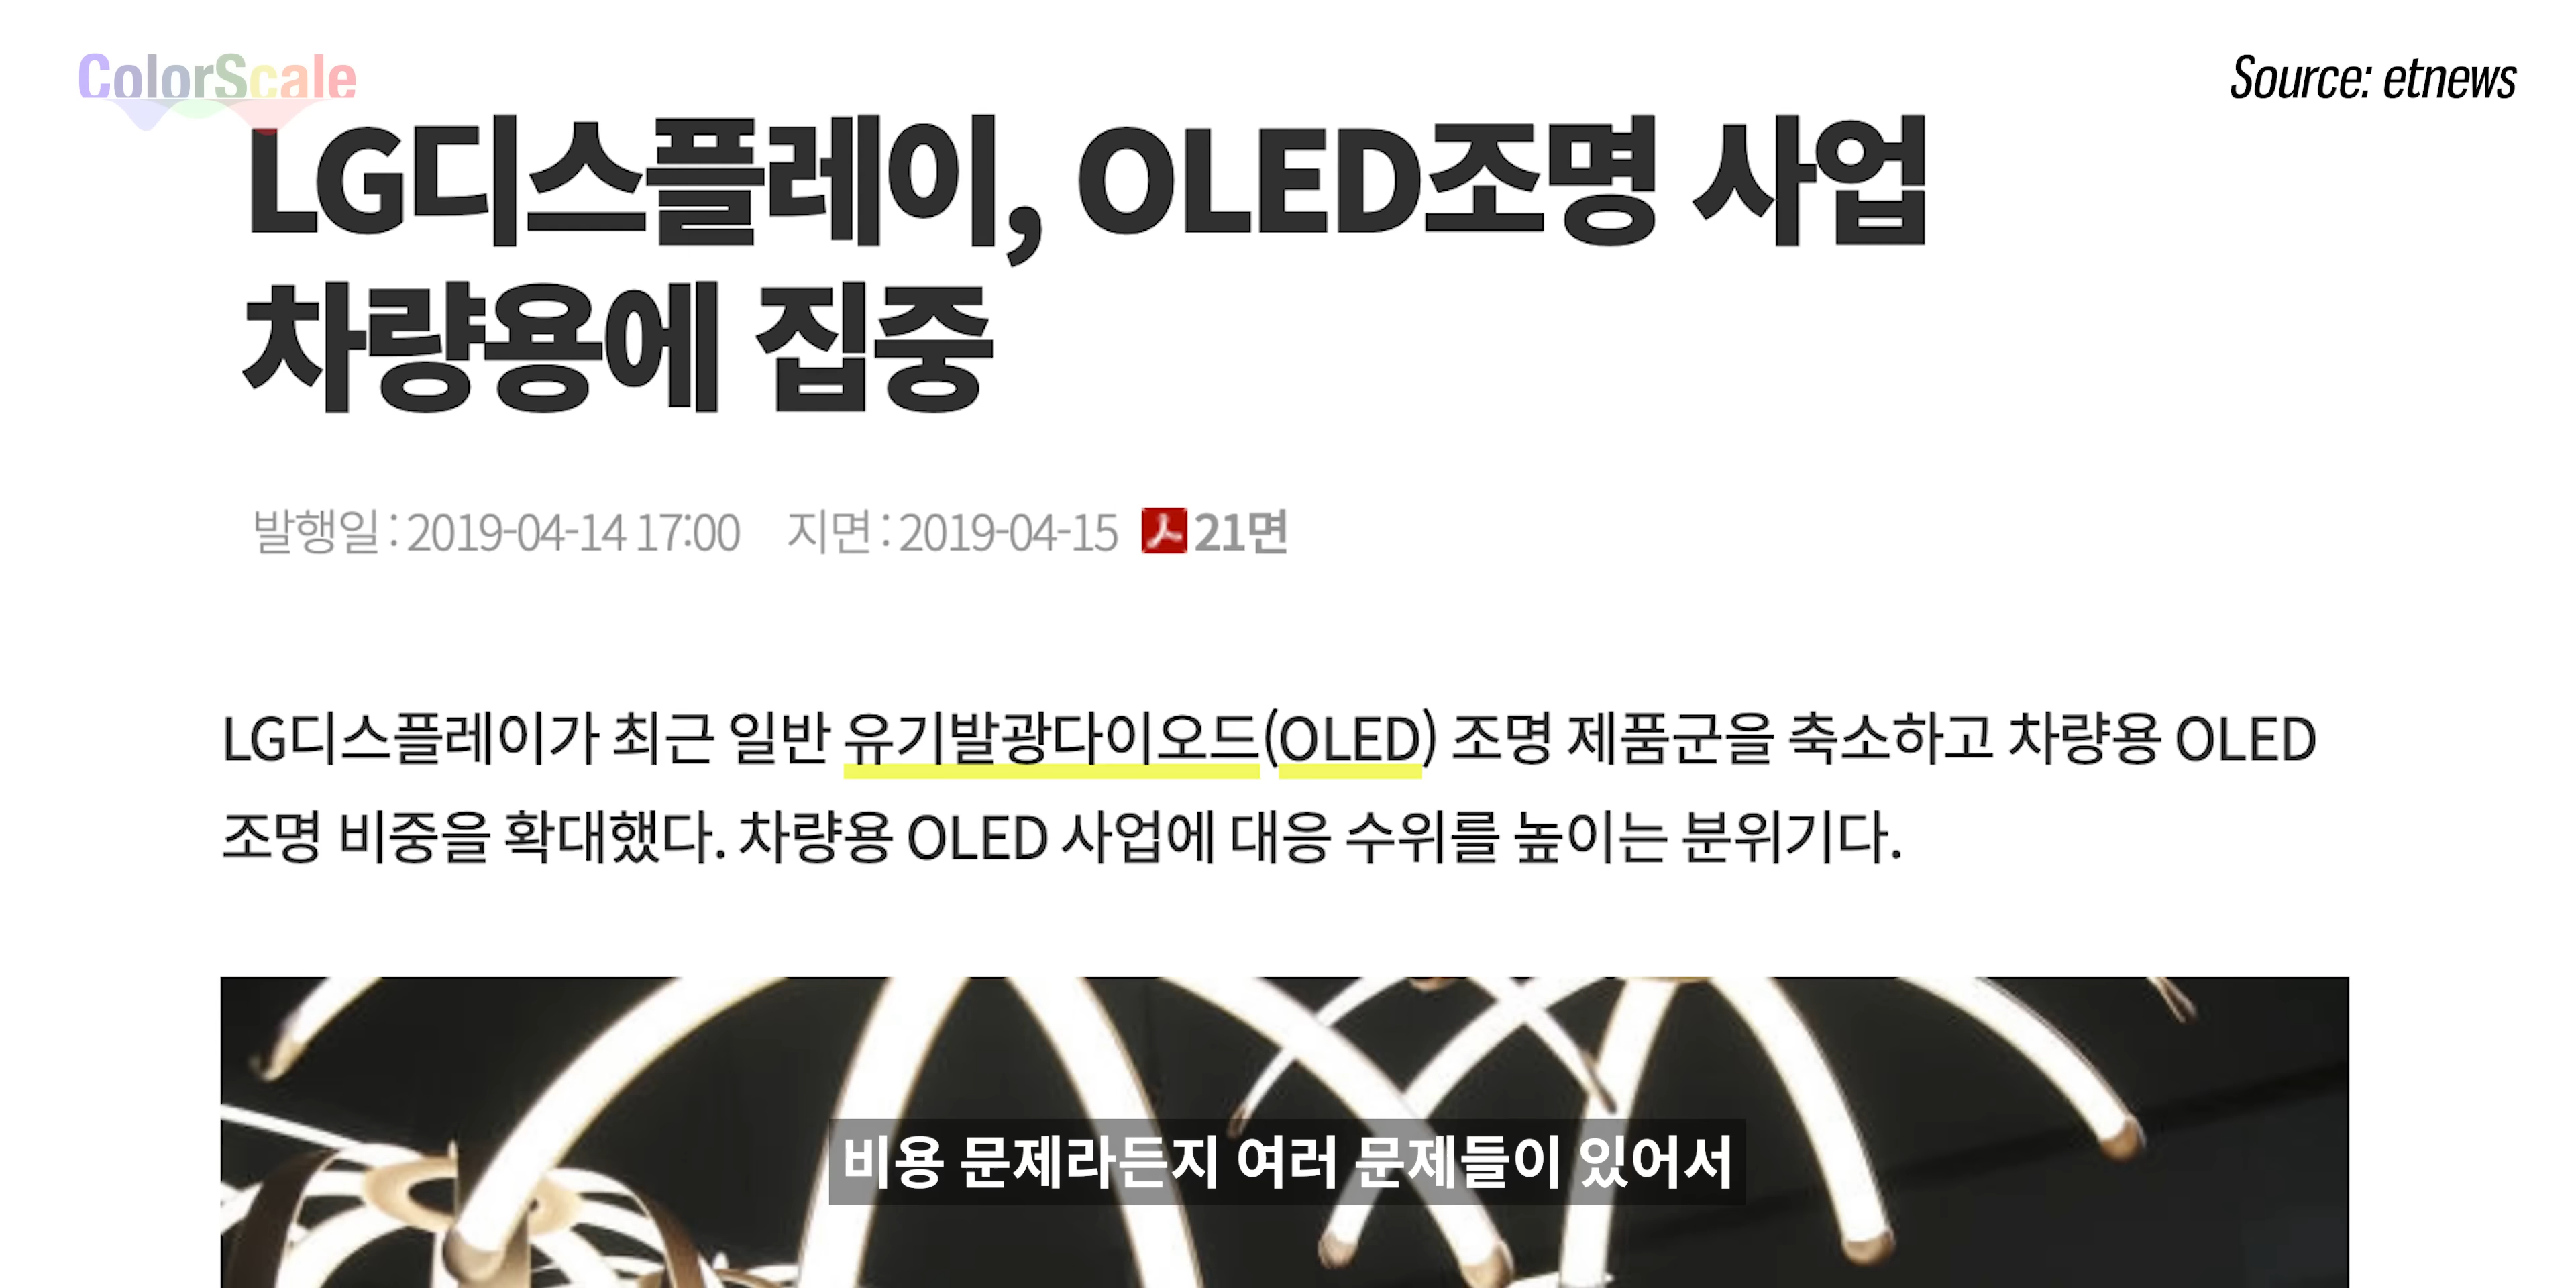 ColorScale
Source: etnews
LG디스플레이, OLED조명 사업
차량용에 집중
발행일 : 2019-04-14 17:00 지면 : 2019-04-15 21면
LG디스플레이가 최근 일반 유기발광다이오드(OLED) 조명 제품군을 축소하고 차량용 OLED
조명 비중을 확대했다. 차량용 OLED 사업에 대응 수위를 높이는 분위기다.
비용 문제라든지 여러 문제들이 있어서